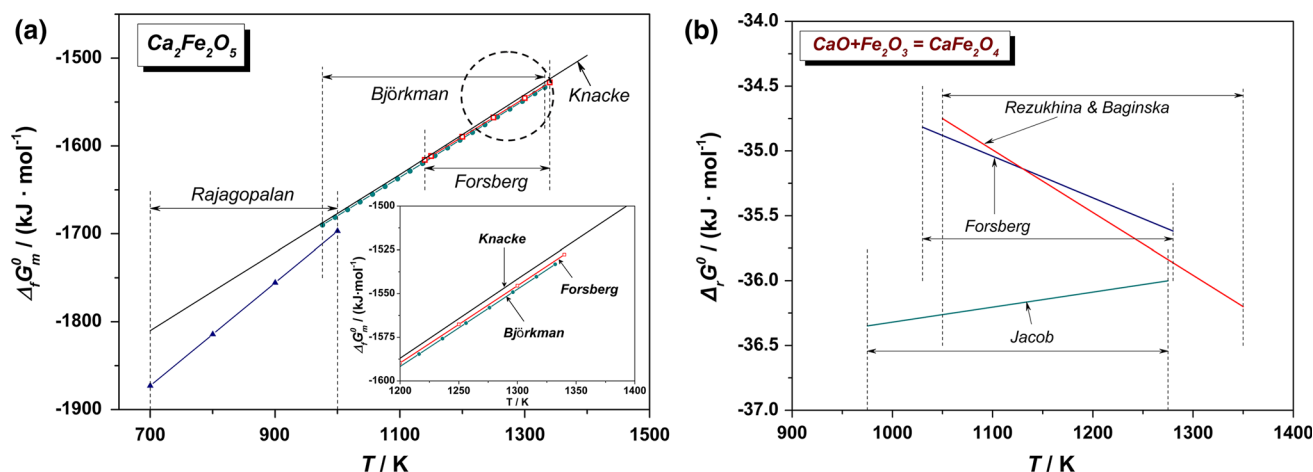 (a)
Ca2Fe2O5
ΔfG⁰m / (kJ · mol⁻¹)
-1500
-1600
-1700
-1800
-1900
Björkman
Knacke
Forsberg
Rajagopalan
ΔfG⁰m / (kJ·mol⁻¹)
-1500
-1525
-1550
-1575
-1600
Knacke
Forsberg
Björkman
1200 1250 1300 1350 1400
T / K
700 900 1100 1300 1500
T / K
(b)
CaO+Fe2O3 = CaFe2O4
ΔrG⁰ / (kJ · mol⁻¹)
-34.0
-34.5
-35.0
-35.5
-36.0
-36.5
-37.0
Rezukhina & Baginska
Forsberg
Jacob
900 1000 1100 1200 1300 1400
T / K